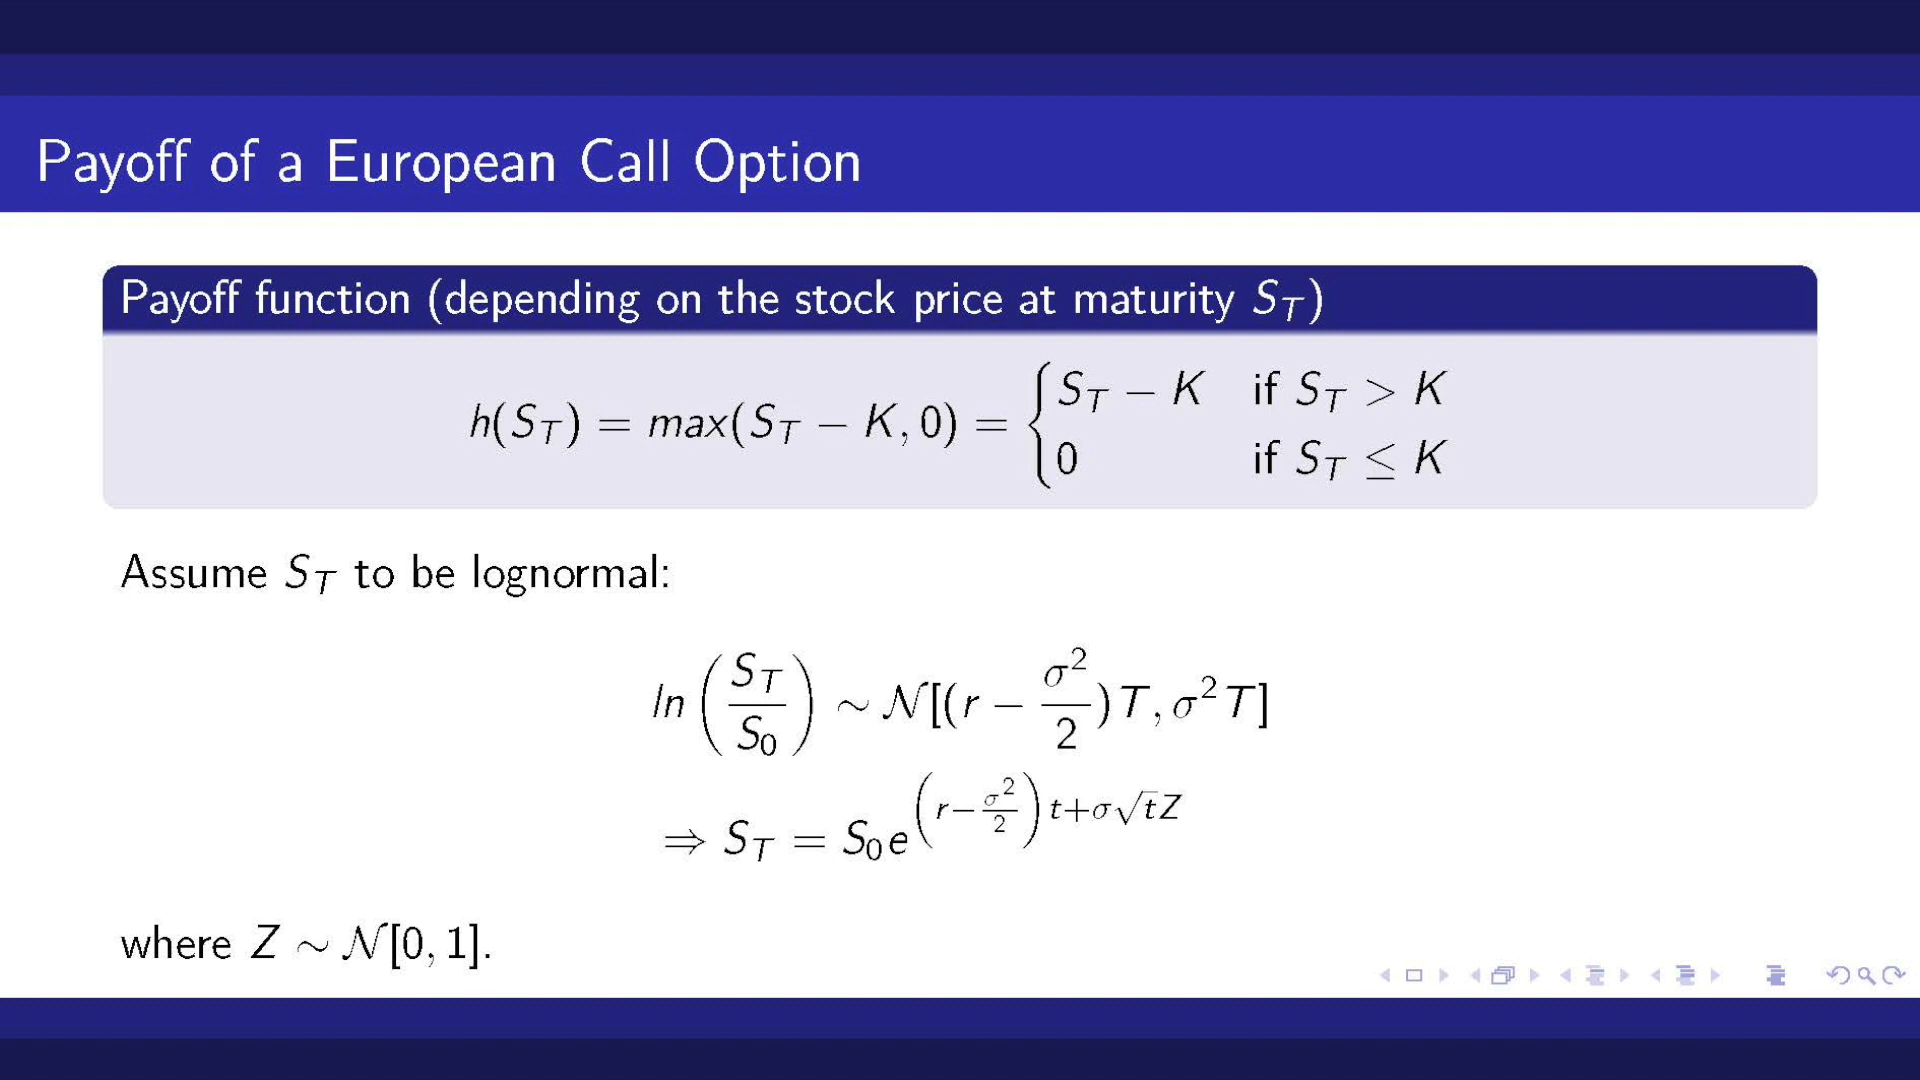 Payoff of a European Call Option
Payoff function (depending on the stock price at maturity S_T)
h(S_T) = max(S_T − K, 0) = { S_T − K if S_T > K
0 if S_T ≤ K
Assume S_T to be lognormal:
ln(S_T/S_0) ∼ 𝒩[(r − σ²/2)T, σ²T]
⇒ S_T = S_0 e^{(r−σ²/2)t+σ√tZ}
where Z ∼ 𝒩[0, 1].